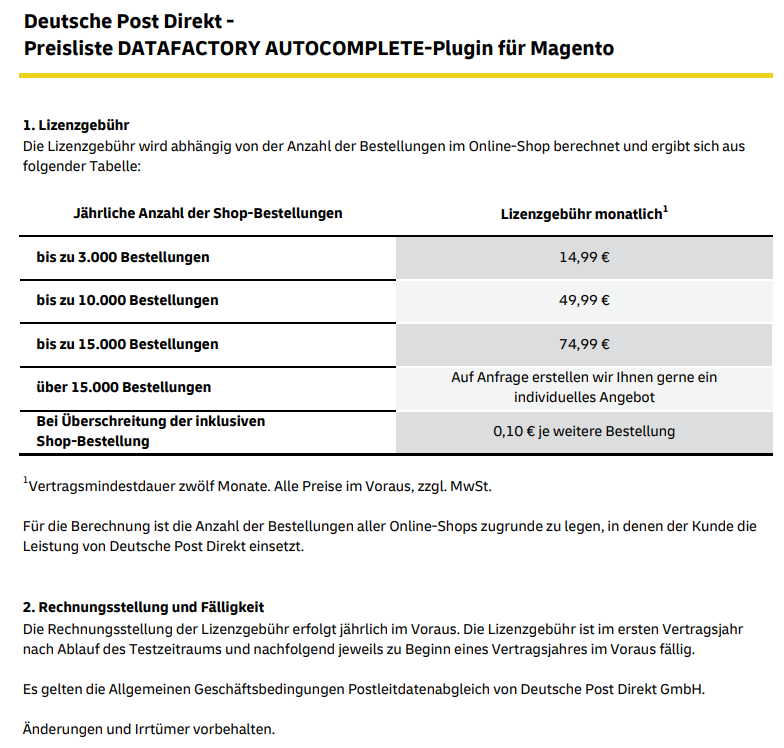 Deutsche Post Direkt -
Preisliste DATAFACTORY AUTOCOMPLETE-Plugin für Magento
1. Lizenzgebühr
Die Lizenzgebühr wird abhängig von der Anzahl der Bestellungen im Online-Shop berechnet und ergibt sich aus
folgender Tabelle:
Jährliche Anzahl der Shop-Bestellungen Lizenzgebühr monatlich¹
bis zu 3.000 Bestellungen 14,99 €
bis zu 10.000 Bestellungen 49,99 €
bis zu 15.000 Bestellungen 74,99 €
über 15.000 Bestellungen Auf Anfrage erstellen wir Ihnen gerne ein
individuelles Angebot
Bei Überschreitung der inklusiven
Shop-Bestellung 0,10 € je weitere Bestellung
¹Vertragsmindestdauer zwölf Monate. Alle Preise im Voraus, zzgl. MwSt.
Für die Berechnung ist die Anzahl der Bestellungen aller Online-Shops zugrunde zu legen, in denen der Kunde die
Leistung von Deutsche Post Direkt einsetzt.
2. Rechnungsstellung und Fälligkeit
Die Rechnungsstellung der Lizenzgebühr erfolgt jährlich im Voraus. Die Lizenzgebühr ist im ersten Vertragsjahr
nach Ablauf des Testzeitraums und nachfolgend jeweils zu Beginn eines Vertragsjahres im Voraus fällig.
Es gelten die Allgemeinen Geschäftsbedingungen Postleitdatenabgleich von Deutsche Post Direkt GmbH.
Änderungen und Irrtümer vorbehalten.